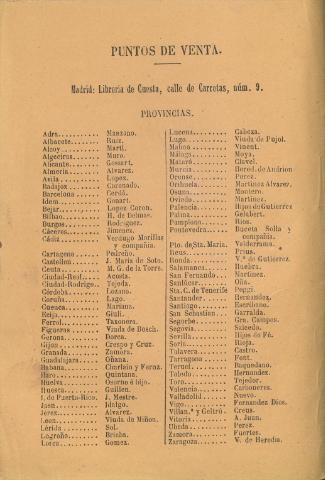 PUNTOS DE VENTA.
Madrid: Librería de Cuesta, calle de Carretas, núm. 9.
PROVINCIAS.
Adra.......... Manzano.
Albacete....... Ruiz.
Alcoy......... Martí.
Algeciras...... Muro.
Alicante....... Gossart.
Almeria....... Alvarez.
Avila......... Lopez.
Badajoz....... Coronado.
Barcelona...... Cerdá.
Idem......... Gonart
Bejar......... Lopez Coron.
Bilbao........ H. de Delmas.
Burgos........ Rodriguez.
Cáceres....... Jimenez.
Cádiz......... Verdugo Morillas
y compañía.
Cartagena..... Pedreño.
Castellon...... J. María de Soto.
Ceuta......... M. G. de la Torre.
Ciudad-Real.... Acosta.
Ciudad-Rodrigo. Tejeda.
Córdoba....... Lozano.
Coruña........ Lago.
Cuenca........ Mariana.
Ecija......... Giuli.
Ferrol........ Taxonera.
Figueras....... Viuda de Bosch.
Gerona........ Dorca.
Gijon......... Crespo y Cruz.
Granada....... Zamora.
Guadalajara.... Oñana.
Habana........ Charlain y Fernz.
Haro.......... Quintana.
Huelva........ Osorno é hijo.
Huesca........ Guillen.
I. de Puerto-Rico. J. Mestre.
Jaen.......... Idalgo.
Jerez......... Alvarez.
Leon.......... Viuda de Miñon.
Lérida........ Sol.
Logroño....... Brieba.
Lorca......... Gomez.
Lucena........ Cabeza.
Lugo.......... Viuda de Pujol.
Mahon........ Vinent.
Málaga........ Moya.
Mataró........ Clavel.
Murcia........ Hered. de Andrion
Orense........ Perez.
Orihuela....... Martinez Alvarez.
Osuna......... Montero.
Oviedo........ Martinez.
Palencia....... Hijos de Gutierrez
Palma......... Gelabert.
Pamplona...... Rios.
Pontevedra..... Buceta Solla y
compañía.
Pto. de Sta. María. Valderrama.
Reus.......... Prius.
Ronda......... V.ª de Gutierrez
Salamanca..... Huebra.
San Fernando... Martinez.
Sanlúcar....... Oña.
Sta. C. de Tenerife Poggi.
Santander...... Hernandez.
Santiago....... Escribano.
San Sebastian... Garralda.
Segorbe....... Gra. Campos.
Segovia....... Salcedo.
Sevilla........ Hijos de Fé.
Soria.......... Rioja.
Talavera....... Castro.
Tarragona...... Font.
Teruel......... Baquedano.
Toledo......... Hernandez.
Toro.......... Tejedor.
Valencia....... Carboneres.
Valladolid...... Nuevo.
Vigo.......... Fernandez Dios.
Villan.ª y Geltrú Creus.
Vitoria........ A. Juan.
Ubeda......... Perez.
Zamora........ Fuertes.
Zaragoza....... V. de Heredia.